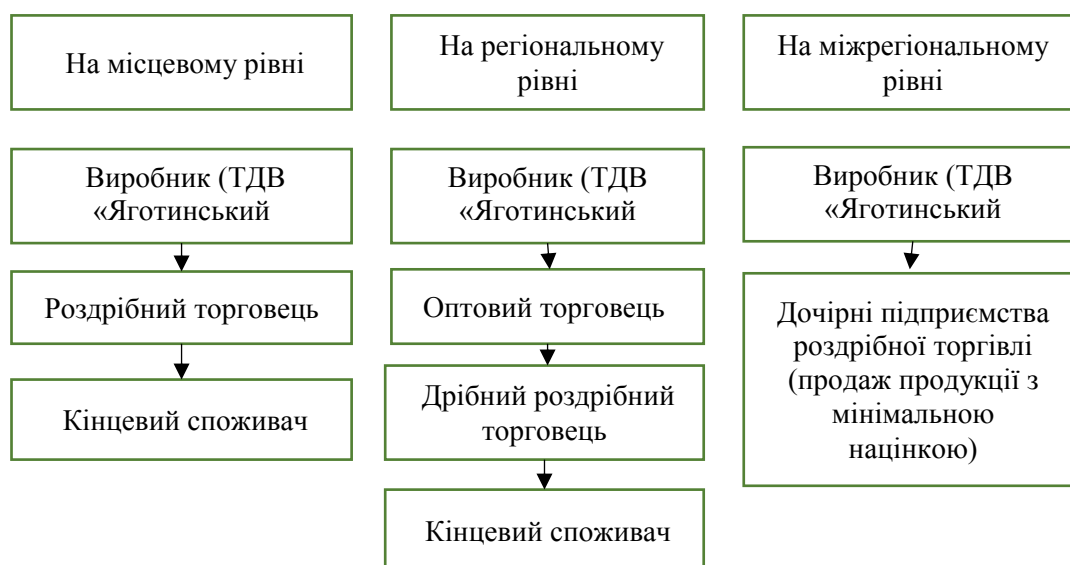 На місцевому рівні
На регіональному
рівні
На міжрегіональному
рівні
Виробник (ТДВ
«Яготинський
Роздрібний торговець
Кінцевий споживач
Виробник (ТДВ
«Яготинський
Оптовий торговець
Дрібний роздрібний
торговець
Кінцевий споживач
Виробник (ТДВ
«Яготинський
Дочірні підприємства
роздрібної торгівлі
(продаж продукції з
мінімальною
націнкою)